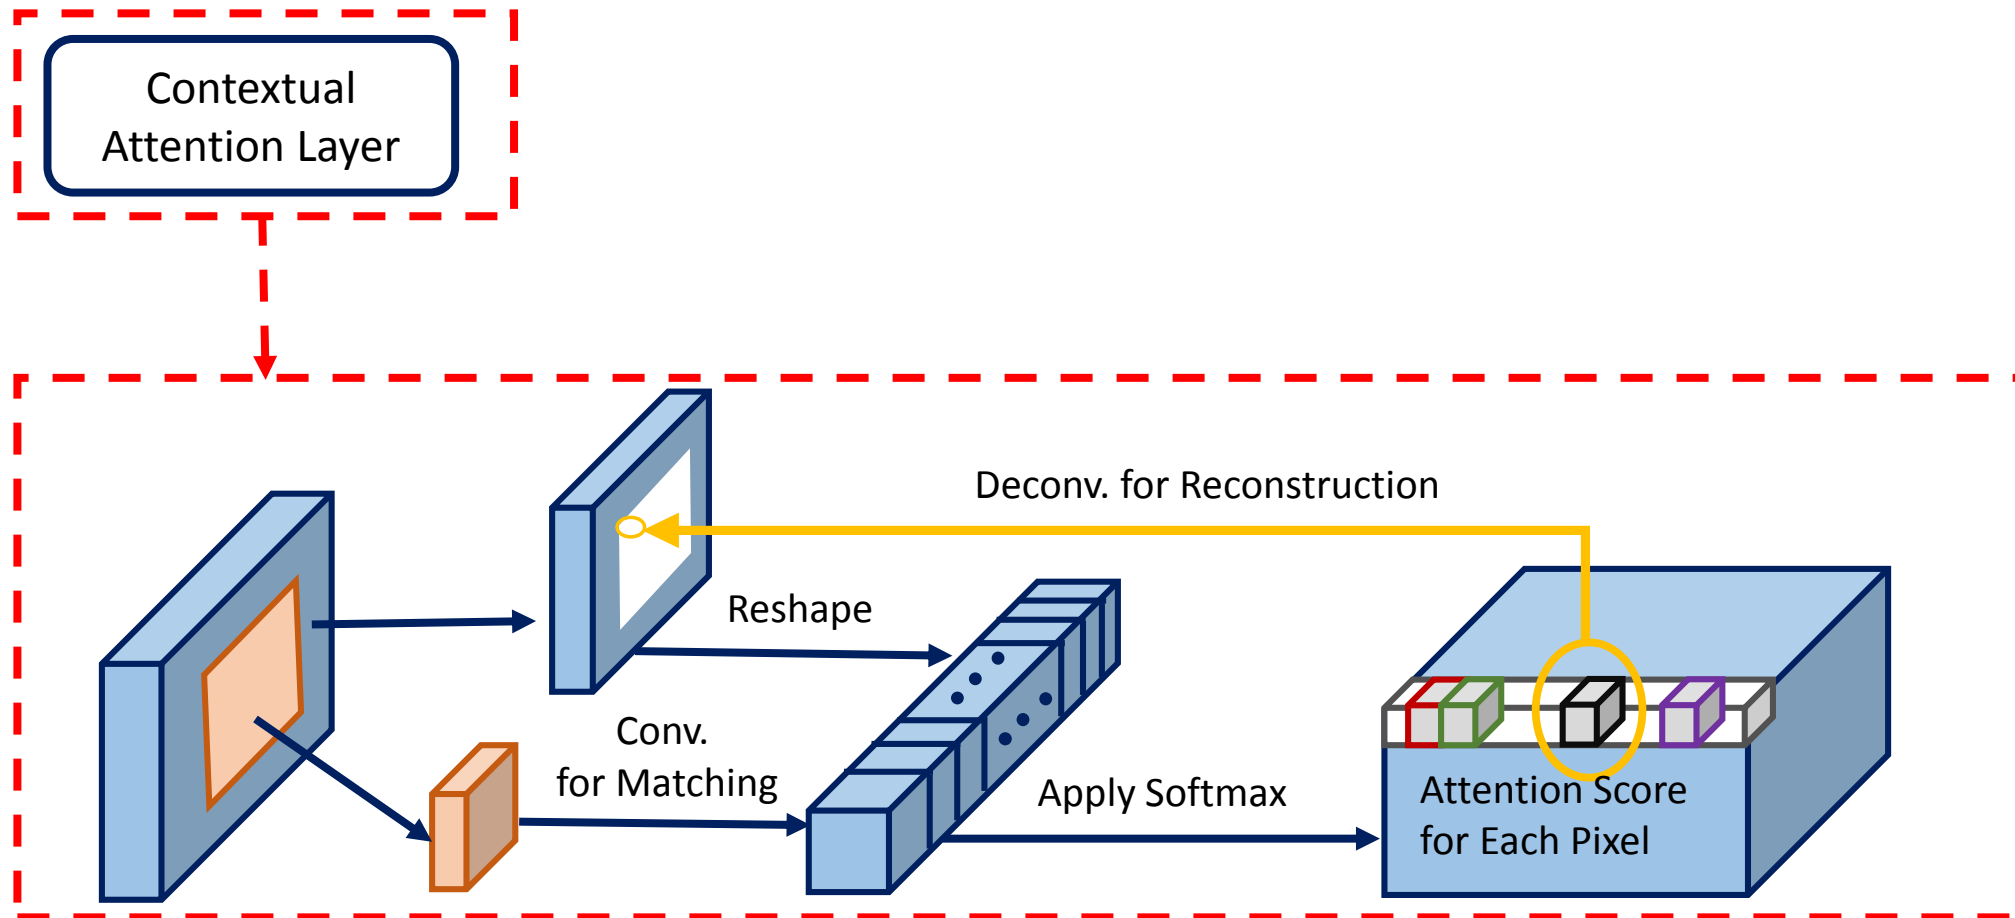 Contextual
Attention Layer
Deconv. for Reconstruction
Reshape
Conv.
for Matching
Apply Softmax
Attention Score
for Each Pixel